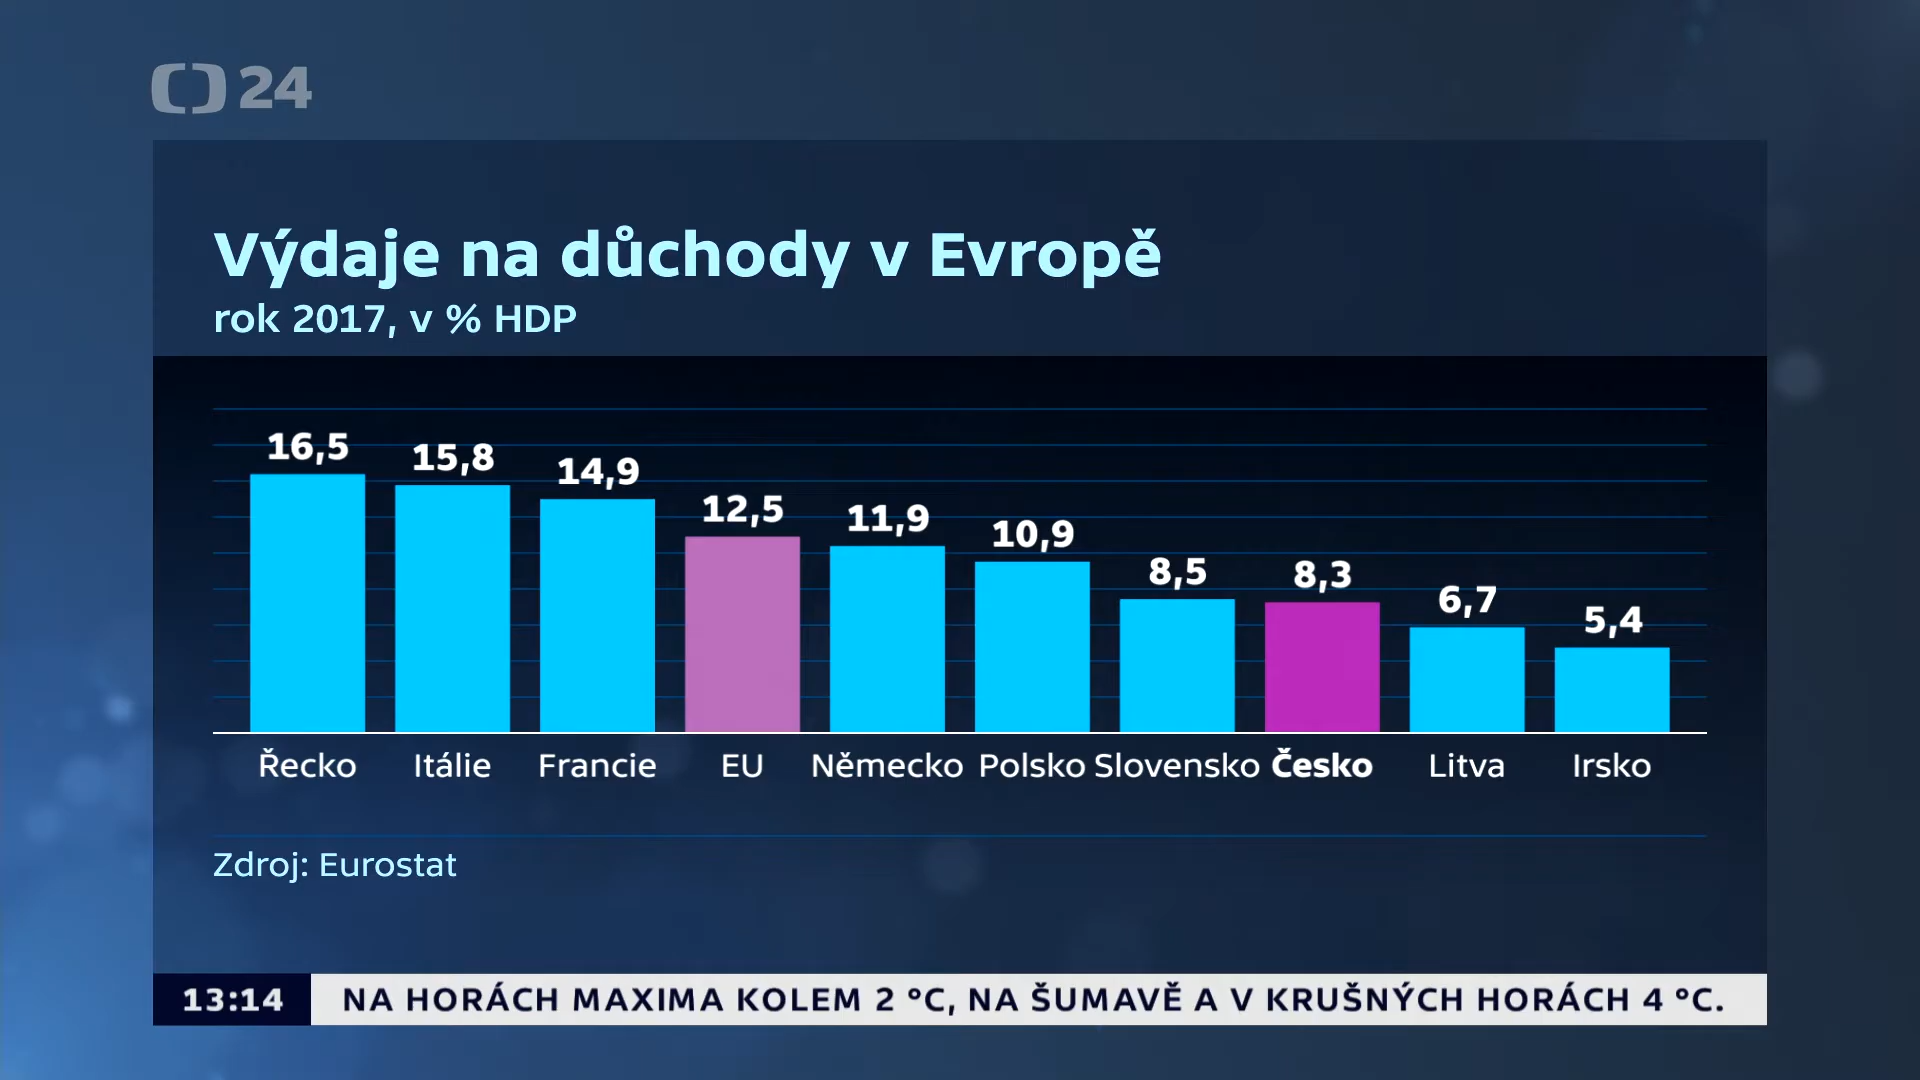 24
Výdaje na důchody v Evropě
rok 2017, v % HDP
16,5 15,8 14,9 12,5 11,9 10,9 8,5 8,3 6,7 5,4
Řecko Itálie Francie EU Německo Polsko Slovensko Česko Litva Irsko
Zdroj: Eurostat
13:14 NA HORÁCH MAXIMA KOLEM 2 °C, NA ŠUMAVĚ A V KRUŠNÝCH HORÁCH 4 °C.